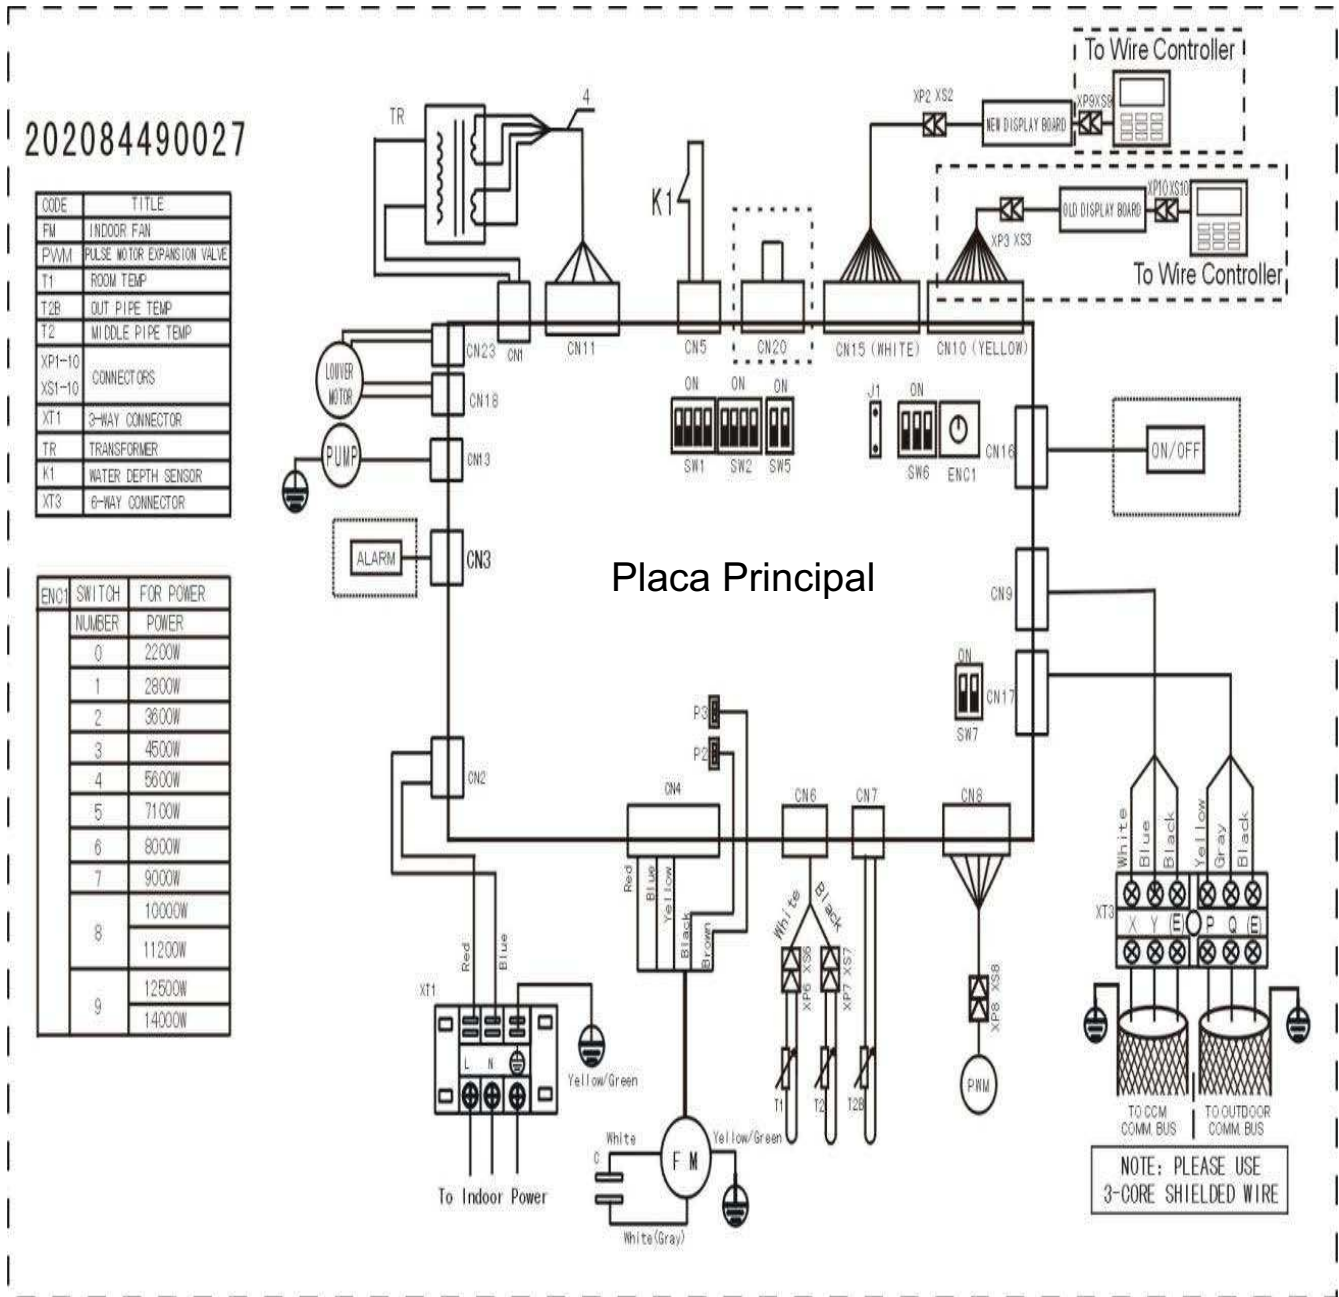 202084490027
CODE TITLE
FM INDOOR FAN
PWM PULSE MOTOR EXPANSION VALVE
T1 ROOM TEMP
T2B OUT PIPE TEMP
T2 MIDDLE PIPE TEMP
XP1-10
XS1-10
CONNECTORS
XT1 3-WAY CONNECTOR
TR TRANSFORMER
K1 WATER DEPTH SENSOR
XT3 6-WAY CONNECTOR
ENC1 SWITCH FOR POWER
NUMBER POWER
0 2200W
1 2800W
2 3600W
3 4500W
4 5600W
5 7100W
6 8000W
7 9000W
8
10000W
11200W
9
12500W
14000W
TR
4
K1
XP2 XS2
NEW DISPLAY BOARD
XP9XS9
To Wire Controller
XP3 XS3
OLD DISPLAY BOARD
XP10XS10
To Wire Controller
CN23
CN1
CN11
CN5
CN20
CN15 (WHITE)
CN10 (YELLOW)
LOUVER
MOTOR
CN18
PUMP
CN13
ALARM
CN3
ON
SW1
ON
SW2
ON
SW5
J1
ON
SW6
ENC1
CN16
ON/OFF
Placa Principal
CN9
CN17
ON
SW7
P3
P2
CN2
CN4
CN6
CN7
CN8
Red
Blue
Yellow
Black
Brown
White
Black
XP6 XS6
XP7 XS7
XP8 XS8
T1
T2
T2B
PWM
Red
Blue
XT1
L N
Yellow/Green
To Indoor Power
F M
White
C
White(Gray)
Yellow/Green
White
Blue
Black
Yellow
Gray
Black
XT3
X Y (E) P Q (E)
TO CCM
COMM. BUS
TO OUTDOOR
COMM. BUS
NOTE: PLEASE USE
3-CORE SHIELDED WIRE